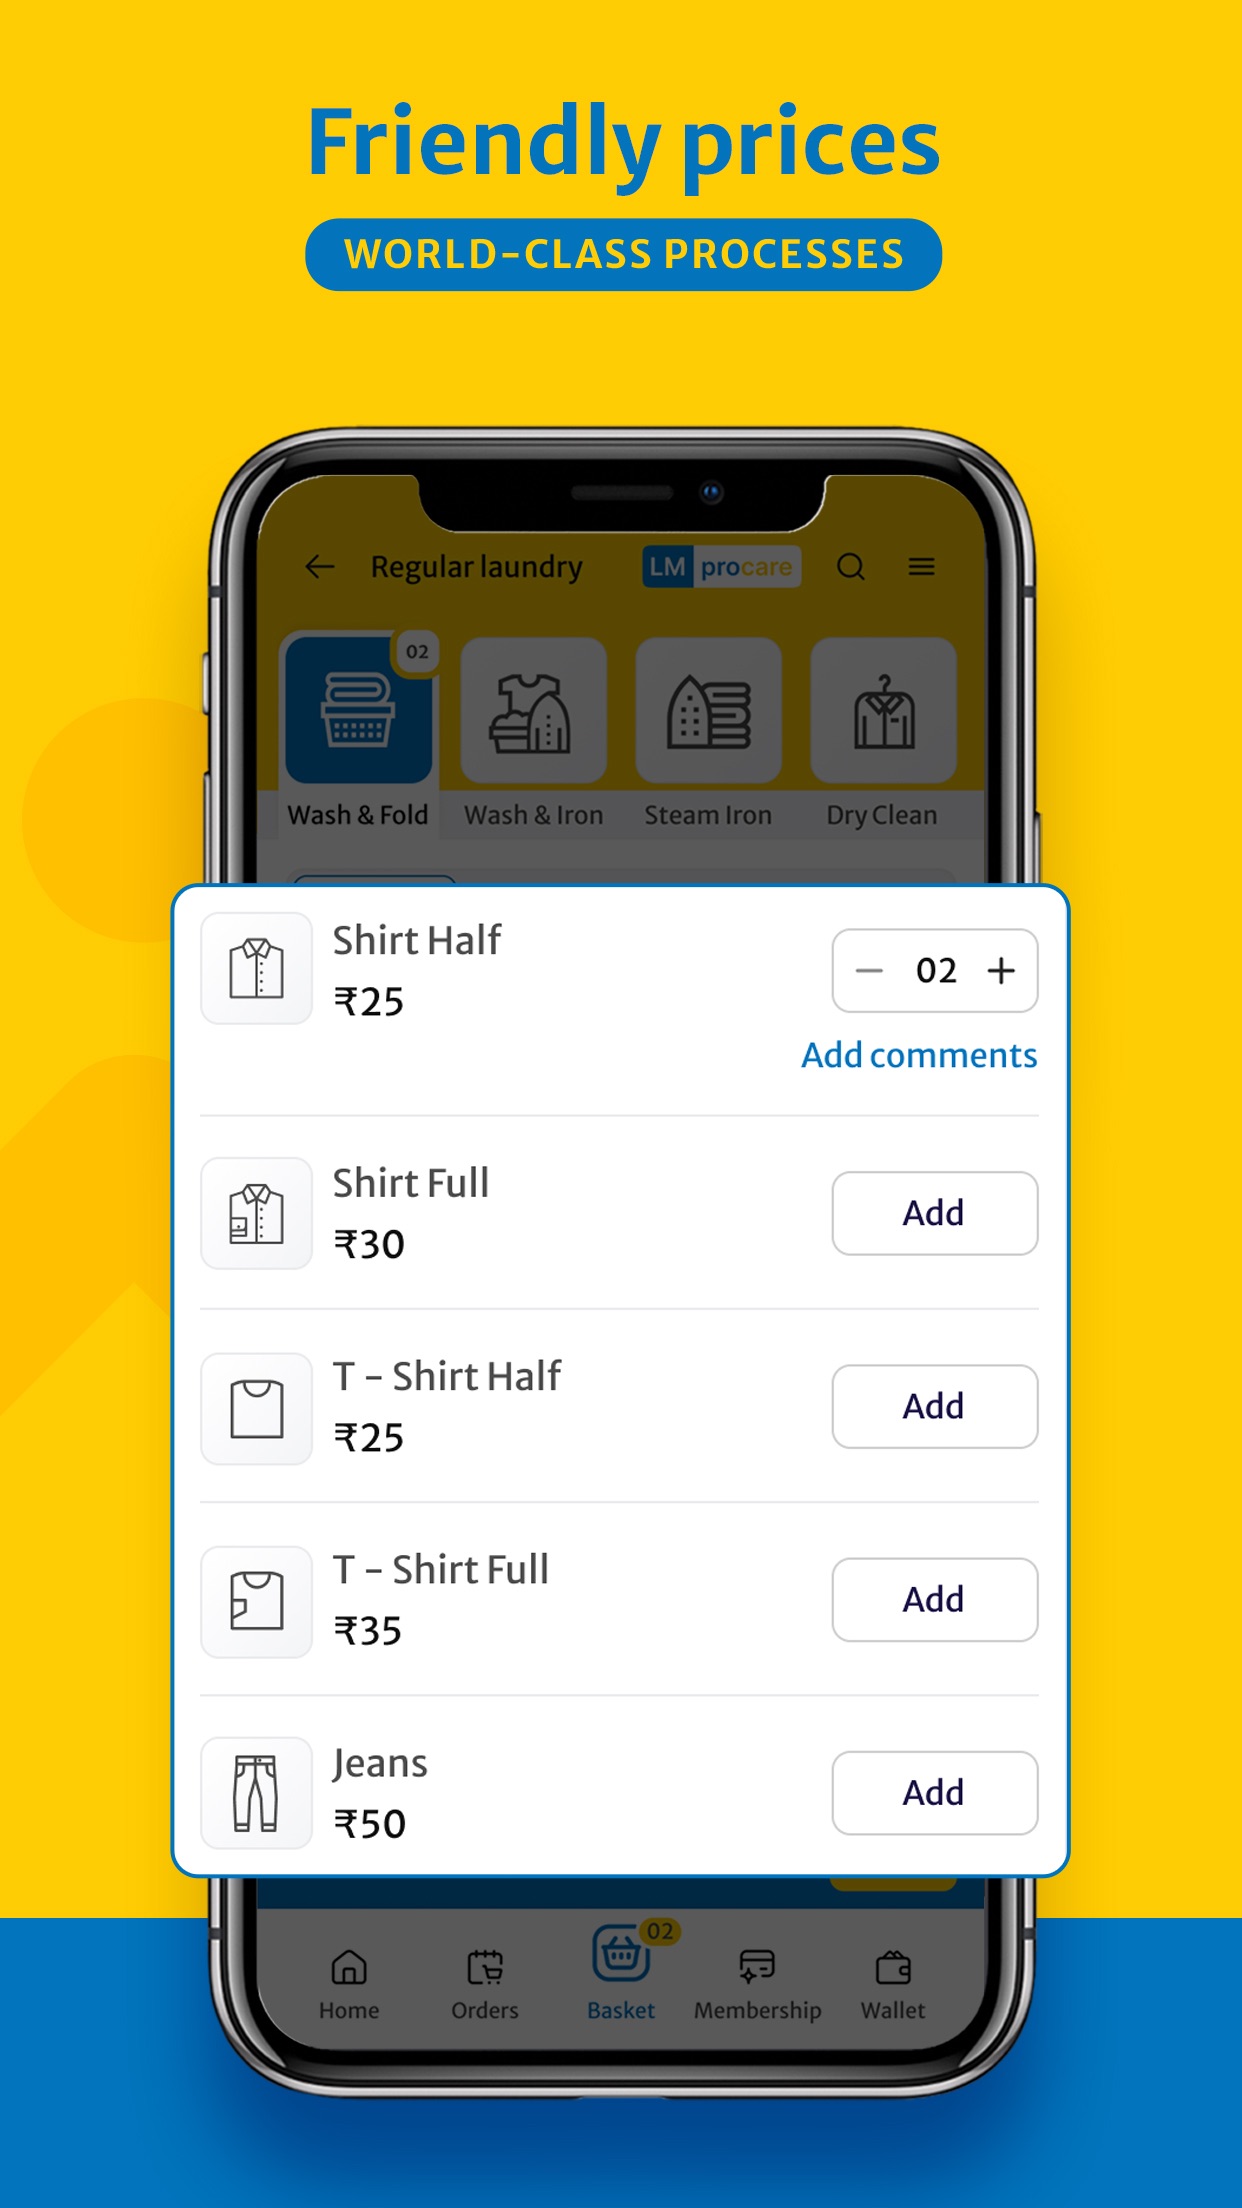 Friendly prices
WORLD-CLASS PROCESSES
Regular laundry
LM procare
02
Wash & Fold
Wash & Iron
Steam Iron
Dry Clean
Shirt Half
₹25
02
Add comments
Shirt Full
₹30
Add
T - Shirt Half
₹25
Add
T - Shirt Full
₹35
Add
Jeans
₹50
Add
02
Home
Orders
Basket
Membership
Wallet